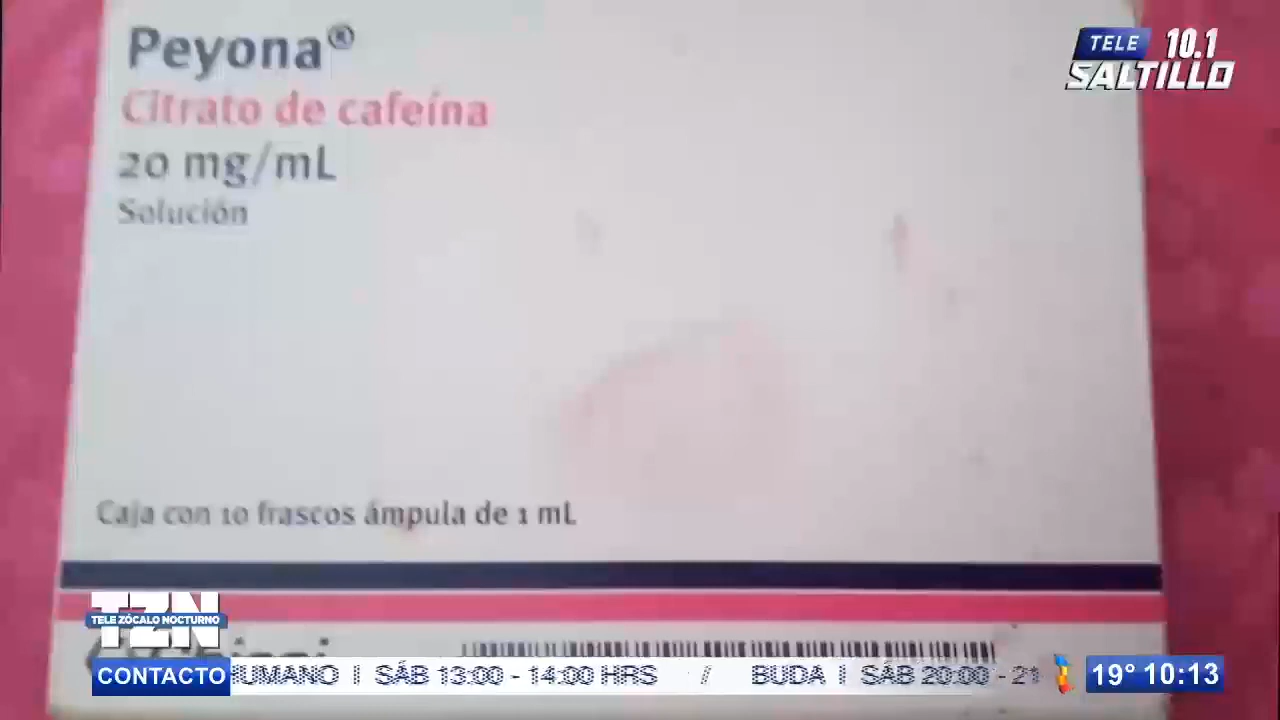 Peyona®
Citrato de cafeína
20 mg/mL
Solución
Caja con 10 frascos ámpula de 1 mL
TELE 10.1
SALTILLO
TZN
TELE ZÓCALO NOCTURNO
CONTACTO
UMANO | SÁB 13:00 - 14:00 HRS / BUDA | SÁB 20:00 - 21
19° 10:13